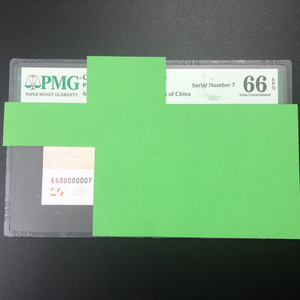 PMG
PAPER MONEY GUARANTY
Serial Number 7
of China
66 EPQ
Gem Uncirculated
EG00000007